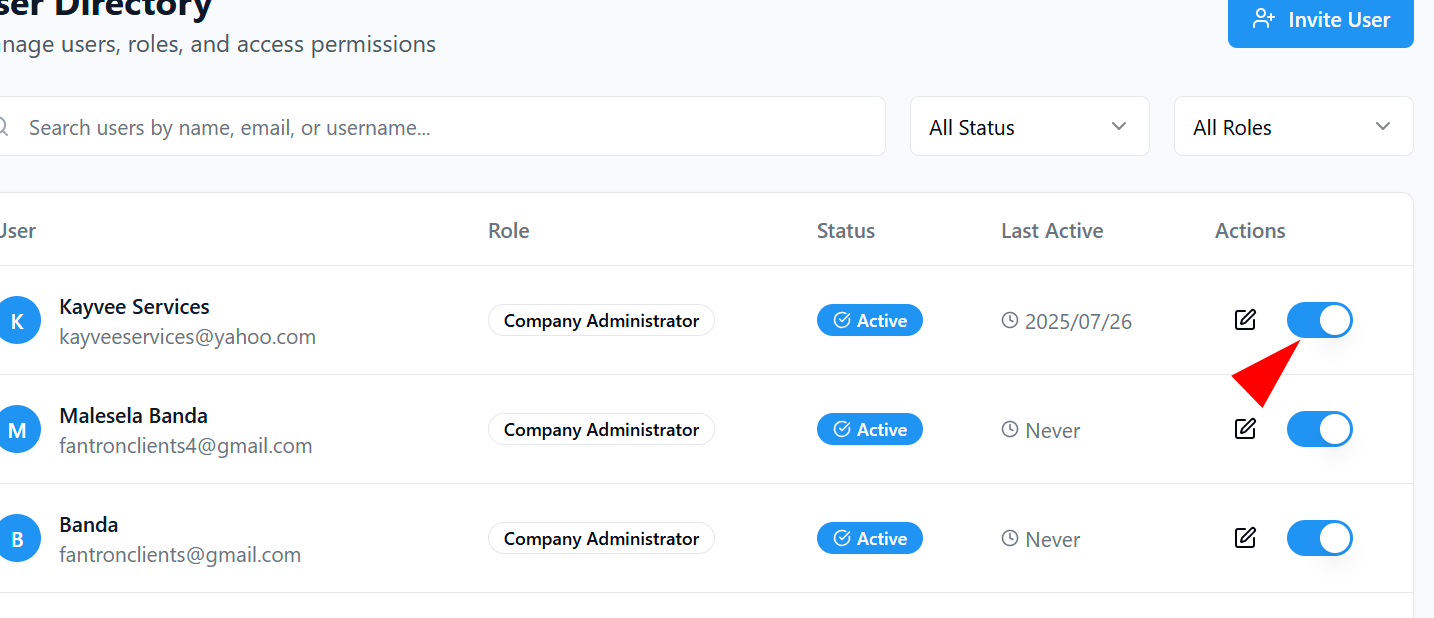 ser Directory
nage users, roles, and access permissions
Invite User
Search users by name, email, or username...
All Status
All Roles
User Role Status Last Active Actions
K
Kayvee Services
kayveeservices@yahoo.com
Company Administrator
Active
2025/07/26
M
Malesela Banda
fantronclients4@gmail.com
Company Administrator
Active
Never
B
Banda
fantronclients@gmail.com
Company Administrator
Active
Never